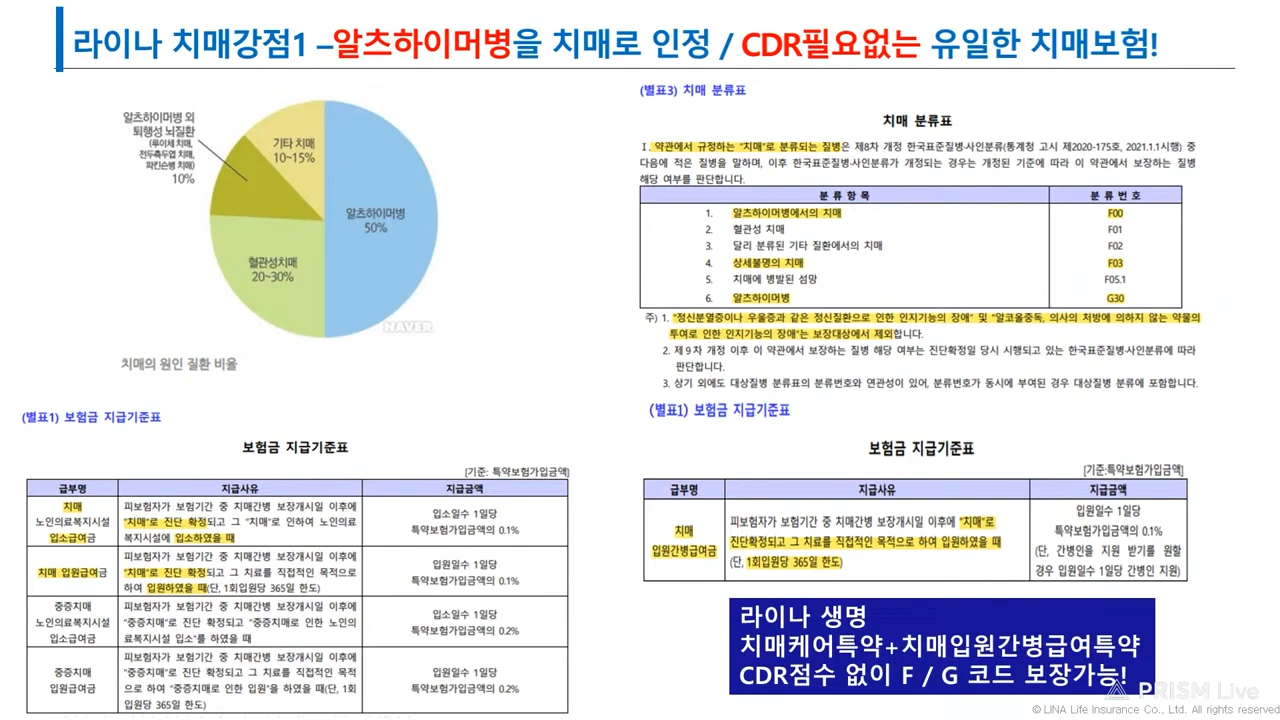 라이나 치매강점1 –알츠하이머병을 치매로 인정 / CDR필요없는 유일한 치매보험!
알츠하이머병 외
퇴행성 뇌질환
(루이체 치매,
전두측두엽 치매,
파킨슨병 치매)
10%
기타 치매
10~15%
알츠하이머병
50%
혈관성치매
20~30%
NAVER
치매의 원인 질환 비율
(별표3) 치매 분류표
치매 분류표
Ⅰ. 약관에서 규정하는 "치매"로 분류되는 질병은 제8차 개정 한국표준질병·사인분류(통계청 고시 제2020-175호, 2021.1.1시행) 중
다음에 적은 질병을 말하며, 이후 한국표준질병·사인분류가 개정되는 경우는 개정된 기준에 따라 이 약관에서 보장하는 질병
해당 여부를 판단합니다.
분 류 항 목 분 류 번 호
1. 알츠하이머병에서의 치매 F00
2. 혈관성 치매 F01
3. 달리 분류된 기타 질환에서의 치매 F02
4. 상세불명의 치매 F03
5. 치매에 병발된 섬망 F05.1
6. 알츠하이머병 G30
주) 1. "정신분열증이나 우울증과 같은 정신질환으로 인한 인지기능의 장애" 및 "알코올중독, 의사의 처방에 의하지 않는 약물의
투여로 인한 인지기능의 장애"는 보장대상에서 제외합니다.
2. 제9차 개정 이후 이 약관에서 보장하는 질병 해당 여부는 진단확정일 당시 시행되고 있는 한국표준질병·사인분류에 따라
판단합니다.
3. 상기 외에도 대상질병 분류표의 분류번호와 연관성이 있어, 분류번호가 동시에 부여된 경우 대상질병 분류에 포함합니다.
(별표1) 보험금 지급기준표
보험금 지급기준표
[기준: 특약보험가입금액]
급부명 지급사유 지급금액
치매
노인의료복지시설
입소급여금
피보험자가 보험기간 중 치매간병 보장개시일 이후에
"치매"로 진단 확정되고 그 "치매"로 인하여 노인의료
복지시설에 입소하였을 때
입소일수 1일당
특약보험가입금액의 0.1%
치매 입원급여금
피보험자가 보험기간 중 치매간병 보장개시일 이후에
"치매"로 진단 확정되고 그 치료를 직접적인 목적으로
하여 입원하였을 때(단, 1회입원당 365일 한도)
입원일수 1일당
특약보험가입금액의 0.1%
중증치매
노인의료복지시설
입소급여금
피보험자가 보험기간 중 치매간병 보장개시일 이후에
"중증치매"로 진단 확정되고 "중증치매로 인한 노인의
료복지시설 입소"를 하였을 때
입소일수 1일당
특약보험가입금액의 0.2%
중증치매
입원급여금
피보험자가 보험기간 중 치매간병 보장개시일 이후에
"중증치매"로 진단 확정되고 그 치료를 직접적인 목적
으로 하여 "중증치매로 인한 입원"을 하였을 때(단, 1회
입원당 365일 한도)
입원일수 1일당
특약보험가입금액의 0.2%
(별표1) 보험금 지급기준표
보험금 지급기준표
[기준:특약보험가입금액]
급부명 지급사유 지급금액
치매
입원간병급여금
피보험자가 보험기간 중 치매간병 보장개시일 이후에 "치매"로
진단확정되고 그 치료를 직접적인 목적으로 하여 입원하였을 때
(단, 1회입원당 365일 한도)
입원일수 1일당
특약보험가입금액의 0.1%
(단, 간병인을 지원 받기를 원할
경우 입원일수 1일당 간병인 지원)
라이나 생명
치매케어특약+치매입원간병급여특약
CDR점수 없이 F / G 코드 보장가능!
PRISM Live
© LINA Life Insurance Co., Ltd. All rights reserved